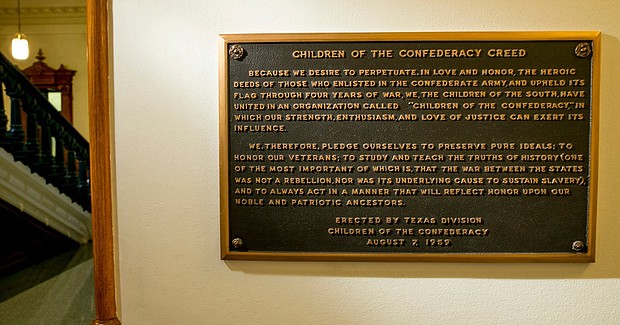 CHILDREN OF THE CONFEDERACY CREED
BECAUSE WE DESIRE TO PERPETUATE, IN LOVE AND HONOR, THE HEROIC
DEEDS OF THOSE WHO ENLISTED IN THE CONFEDERATE ARMY, AND UPHELD ITS
FLAG THROUGH FOUR YEARS OF WAR, WE, THE CHILDREN OF THE SOUTH, HAVE
UNITED IN AN ORGANIZATION CALLED "CHILDREN OF THE CONFEDERACY," IN
WHICH OUR STRENGTH, ENTHUSIASM, AND LOVE OF JUSTICE CAN EXERT ITS
INFLUENCE.
WE, THEREFORE, PLEDGE OURSELVES TO PRESERVE PURE IDEALS; TO
HONOR OUR VETERANS; TO STUDY AND TEACH THE TRUTHS OF HISTORY (ONE
OF THE MOST IMPORTANT OF WHICH IS, THAT THE WAR BETWEEN THE STATES
WAS NOT A REBELLION, NOR WAS ITS UNDERLYING CAUSE TO SUSTAIN SLAVERY),
AND TO ALWAYS ACT IN A MANNER THAT WILL REFLECT HONOR UPON OUR
NOBLE AND PATRIOTIC ANCESTORS.
ERECTED BY TEXAS DIVISION
CHILDREN OF THE CONFEDERACY
AUGUST 7, 1959